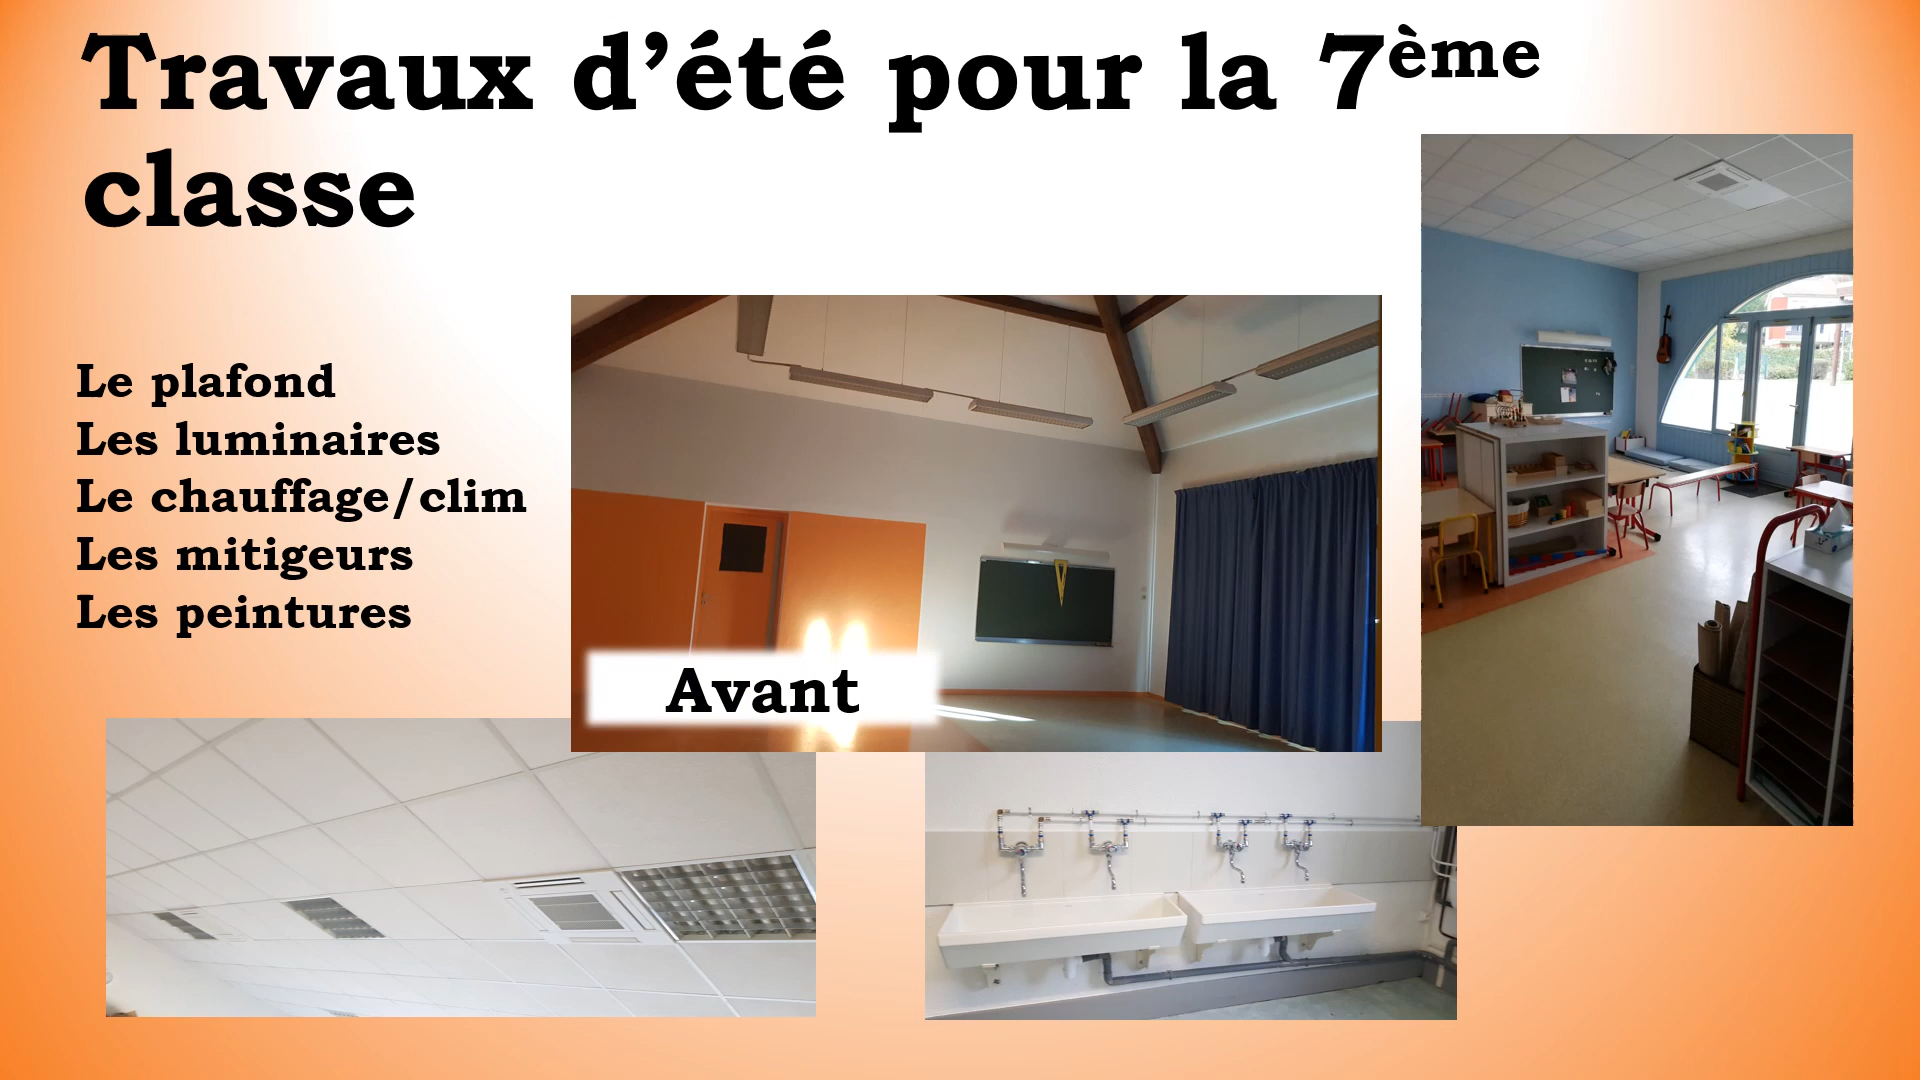 Travaux d’été pour la 7ème
classe
Le plafond
Les luminaires
Le chauffage/clim
Les mitigeurs
Les peintures
Avant